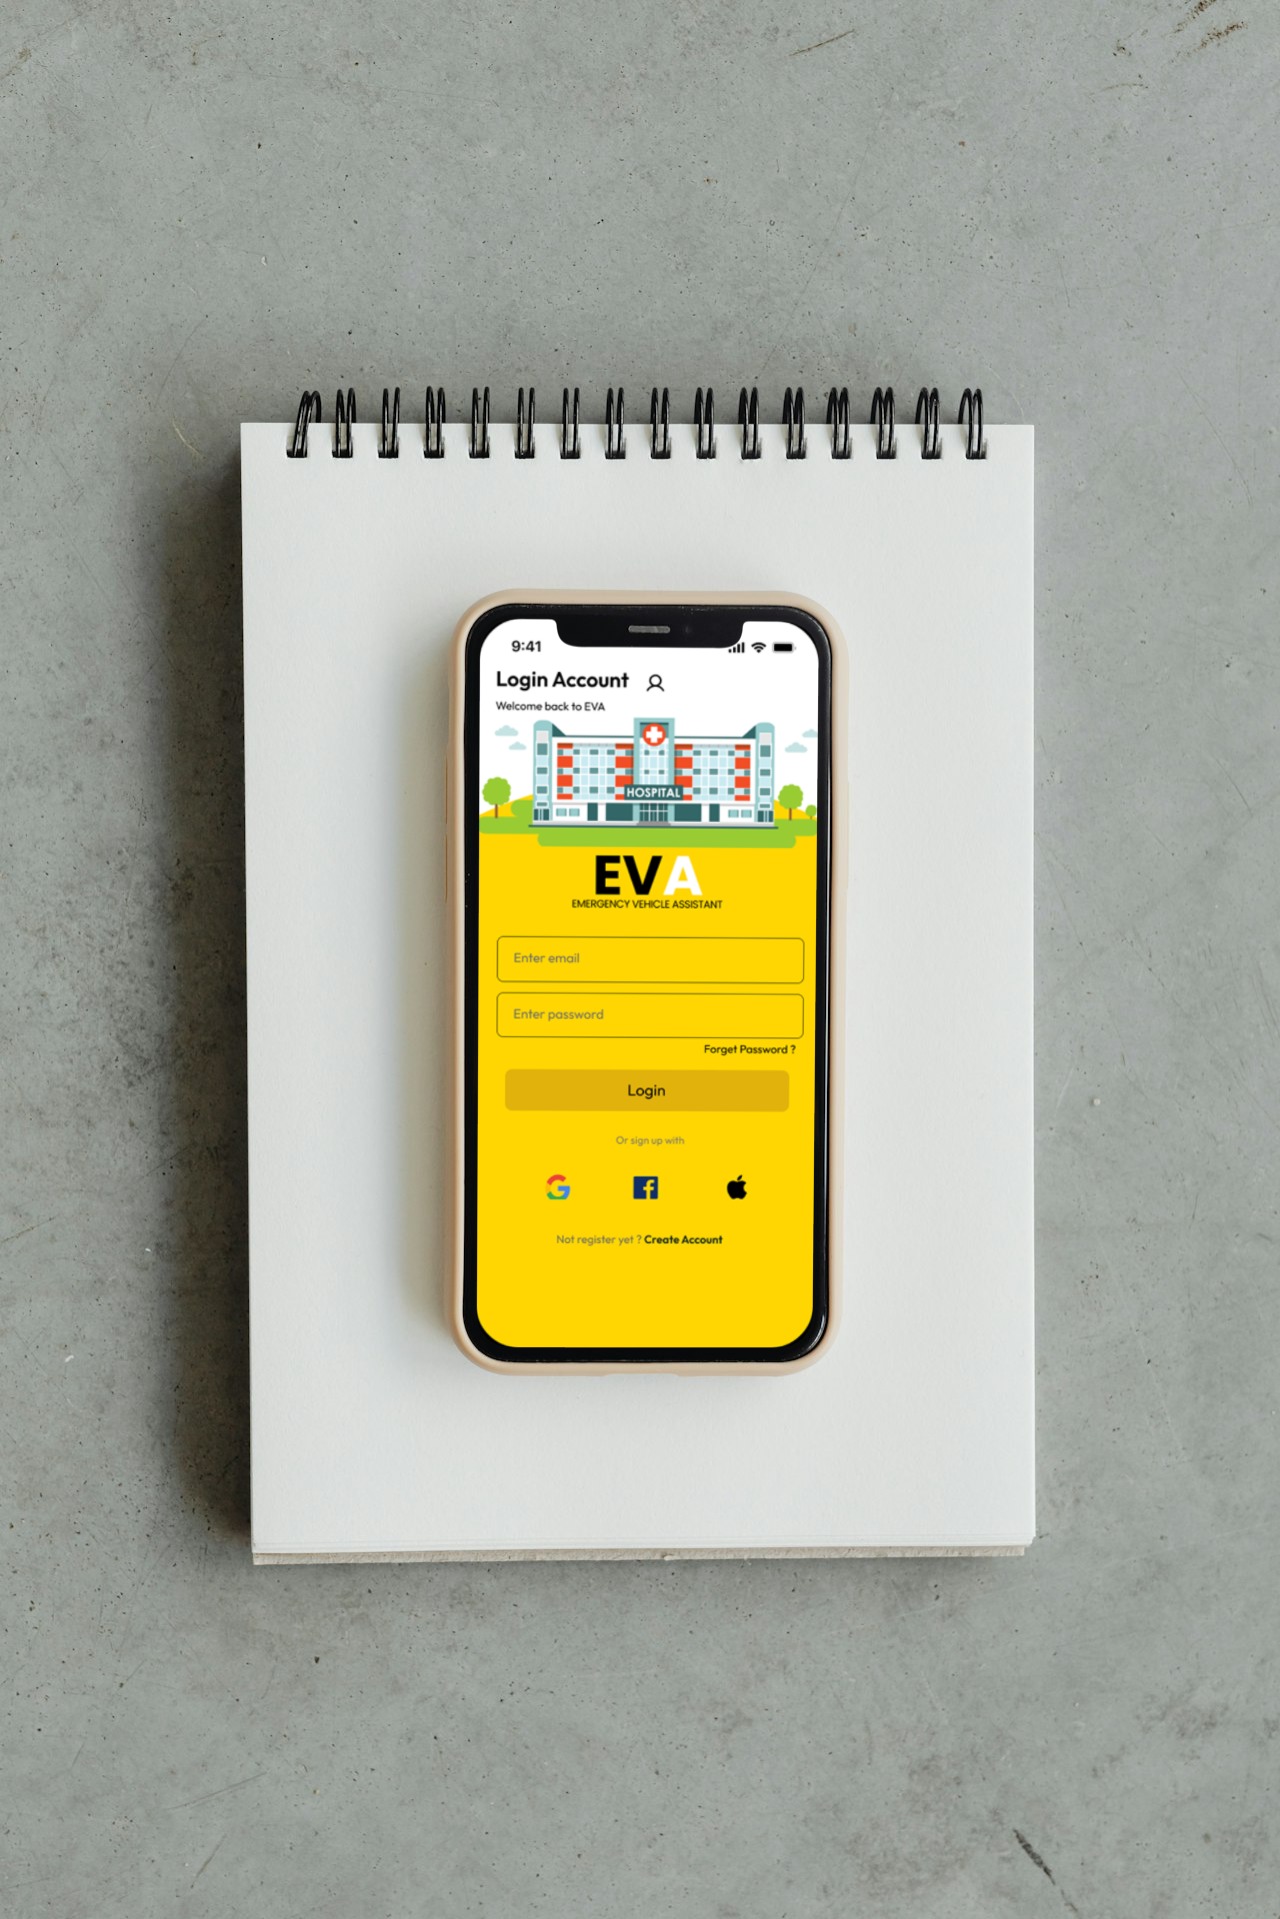 9:41
Login Account
Welcome back to EVA
HOSPITAL
EVA
EMERGENCY VEHICLE ASSISTANT
Enter email
Enter password
Forget Password ?
Login
Or sign up with
Not register yet ? Create Account